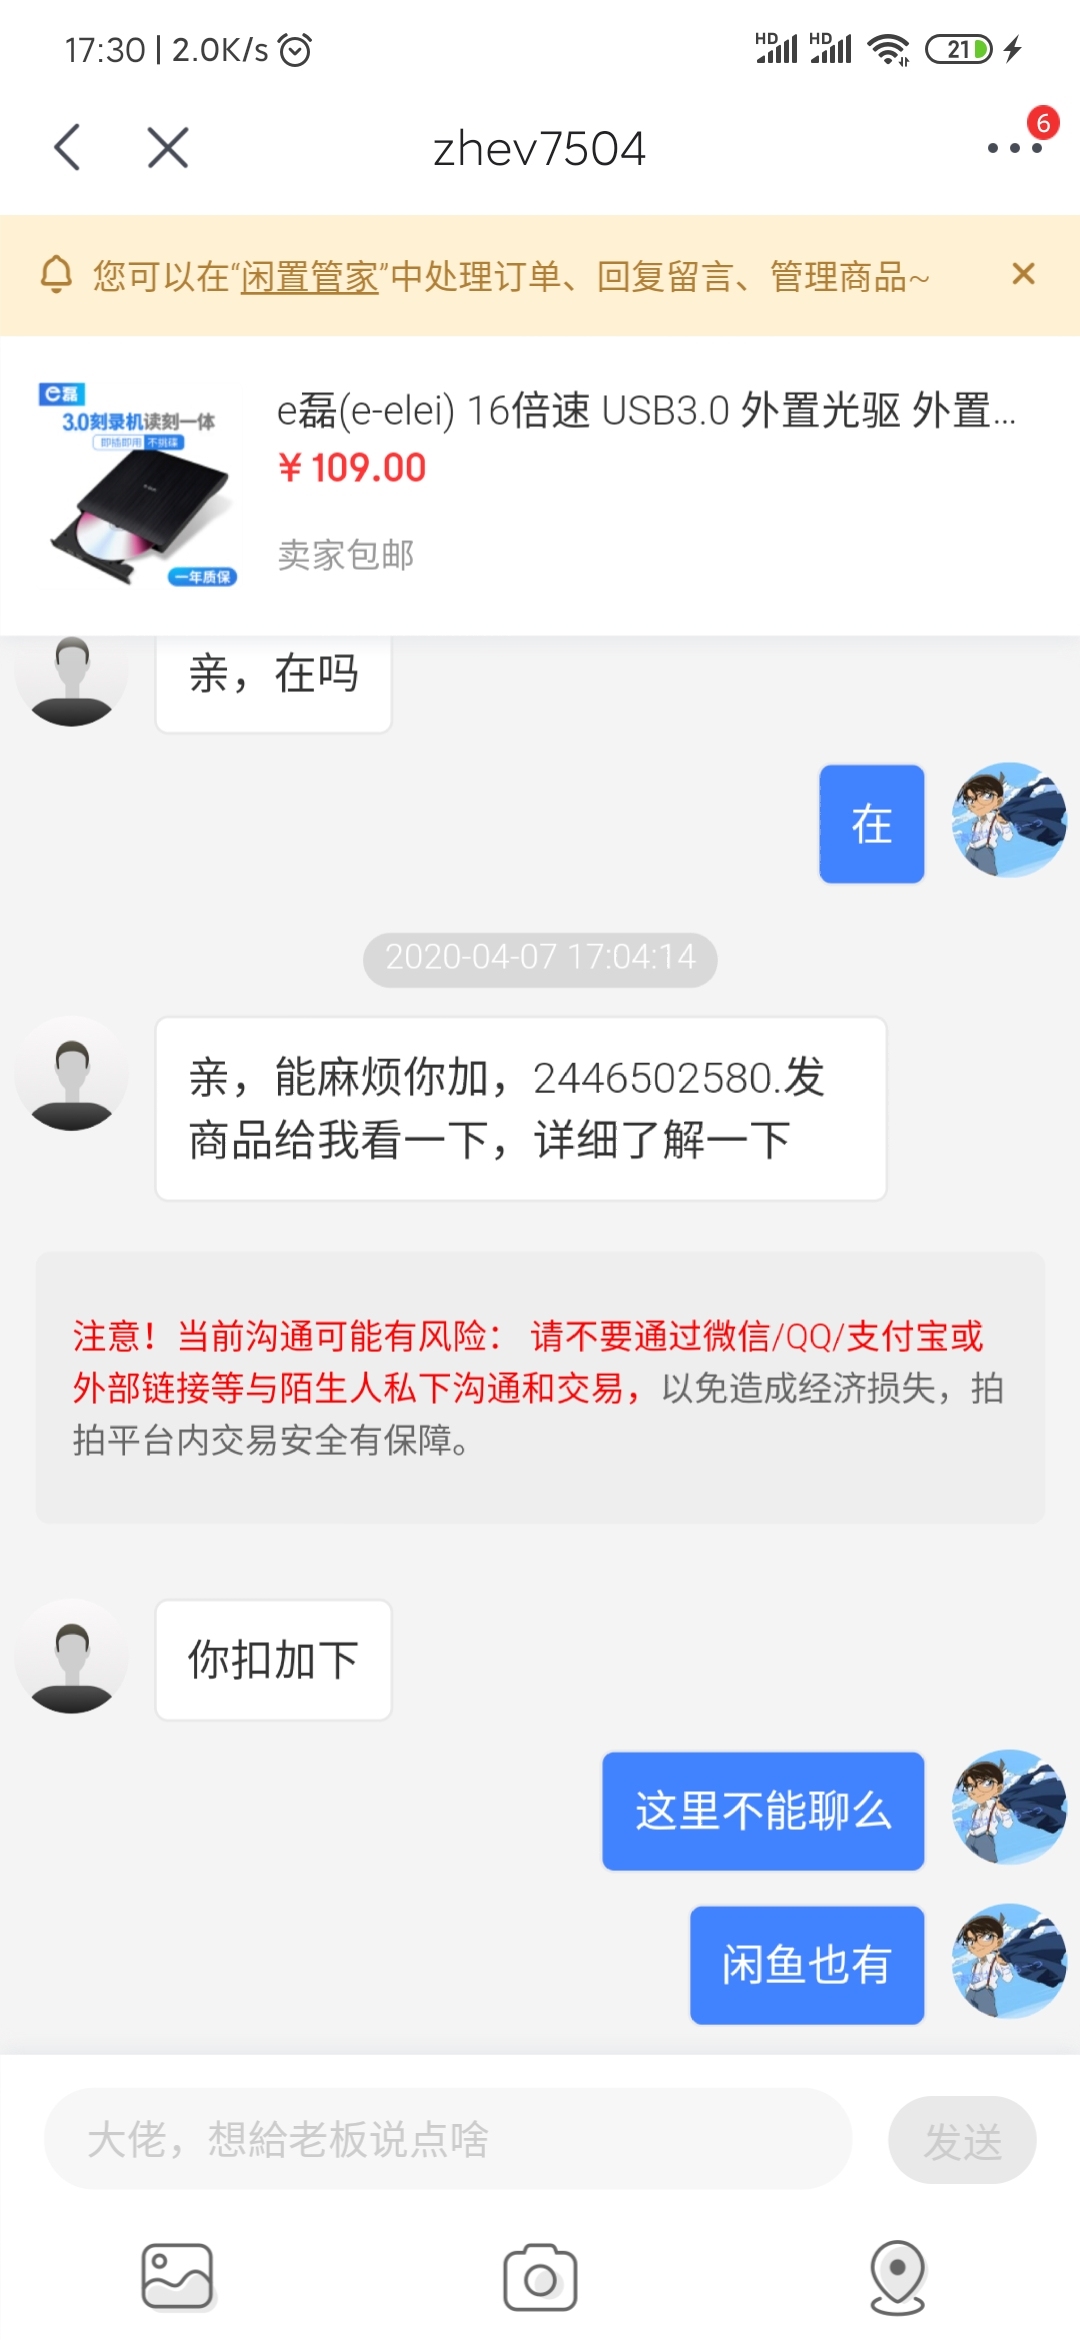 17:30 | 2.0K/s
HD HD 21
zhev7504
6
您可以在“闲置管家”中处理订单、回复留言、管理商品~
e磊
3.0刻录机读刻一体
即插即用 不挑碟
一年质保
e磊(e-elei) 16倍速 USB3.0 外置光驱 外置...
￥109.00
卖家包邮
亲，在吗
在
2020-04-07 17:04:14
亲，能麻烦你加，2446502580.发
商品给我看一下，详细了解一下
注意！当前沟通可能有风险： 请不要通过微信/QQ/支付宝或
外部链接等与陌生人私下沟通和交易，以免造成经济损失，拍
拍平台内交易安全有保障。
你扣加下
这里不能聊么
闲鱼也有
大佬，想給老板说点啥
发送